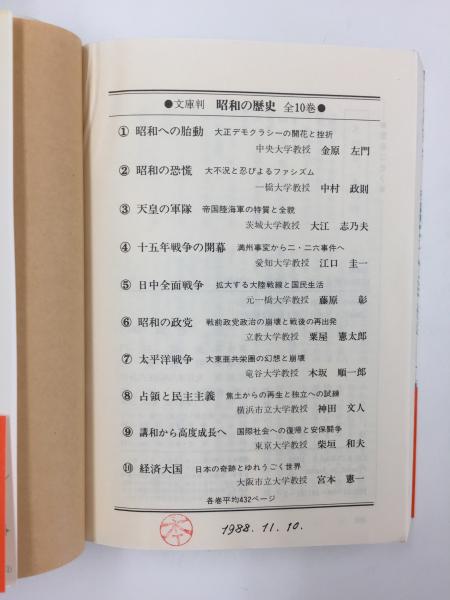 ●文庫判 昭和の歴史 全10巻●
① 昭和への胎動 大正デモクラシーの開花と挫折
中央大学教授 金原 左門
② 昭和の恐慌 大不況と忍びよるファシズム
一橋大学教授 中村 政則
③ 天皇の軍隊 帝国陸海軍の特質と全貌
茨城大学教授 大江 志乃夫
④ 十五年戦争の開幕 満州事変から二・二六事件へ
愛知大学教授 江口 圭一
⑤ 日中全面戦争 拡大する大陸戦線と国民生活
元一橋大学教授 藤原 彰
⑥ 昭和の政党 戦前政党政治の崩壊と戦後の再出発
立教大学教授 粟屋 憲太郎
⑦ 太平洋戦争 大東亜共栄圏の幻想と崩壊
竜谷大学教授 木坂 順一郎
⑧ 占領と民主主義 焦土からの再生と独立への試練
横浜市立大学教授 神田 文人
⑨ 講和から高度成長へ 国際社会への復帰と安保闘争
東京大学教授 柴垣 和夫
⑩ 経済大国 日本の奇跡とゆれうごく世界
大阪市立大学教授 宮本 憲一
各巻平均432ページ
1988.11.10.